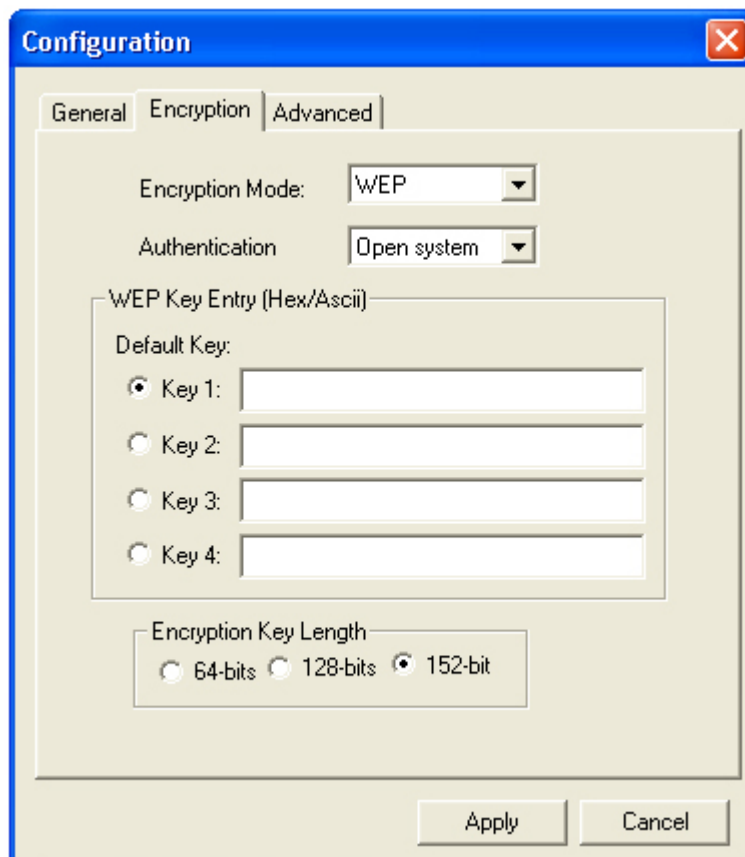 Configuration
General Encryption Advanced
Encryption Mode: WEP
Authentication Open system
WEP Key Entry (Hex/Ascii)
Default Key:
Key 1:
Key 2:
Key 3:
Key 4:
Encryption Key Length
64-bits 128-bits 152-bit
Apply Cancel